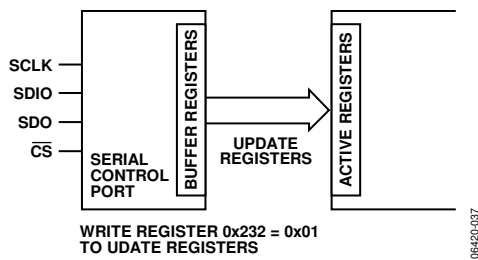 SCLK
SDIO
SDO
CS
SERIAL
CONTROL
PORT
BUFFER REGISTERS
UPDATE
REGISTERS
ACTIVE REGISTERS
WRITE REGISTER 0x232 = 0x01
TO UDATE REGISTERS
06420-037